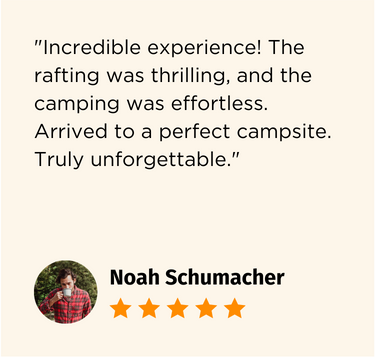 "Incredible experience! The
rafting was thrilling, and the
camping was effortless.
Arrived to a perfect campsite.
Truly unforgettable."
Noah Schumacher